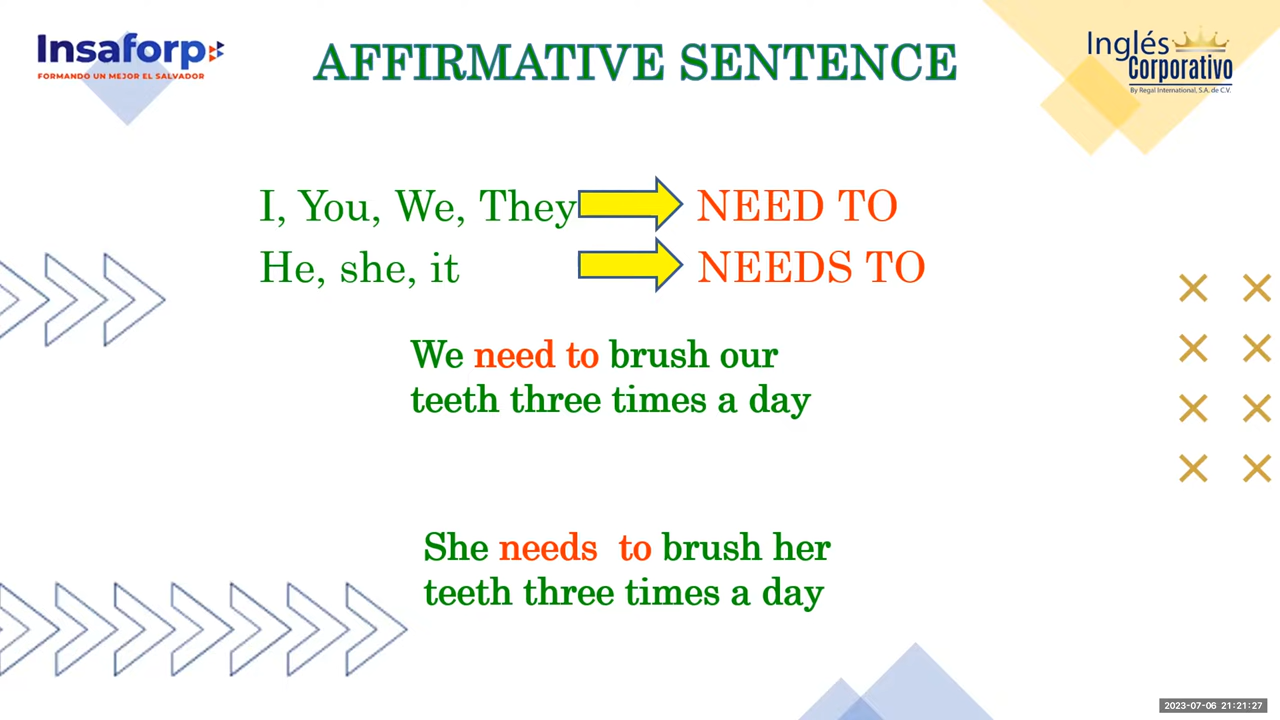 Insaforp
FORMANDO UN MEJOR EL SALVADOR
AFFIRMATIVE SENTENCE
Inglés
Corporativo
By Regal International, S.A. de C.V.
I, You, We, They NEED TO
He, she, it NEEDS TO
We need to brush our
teeth three times a day
She needs to brush her
teeth three times a day
2023-07-06 21:21:27